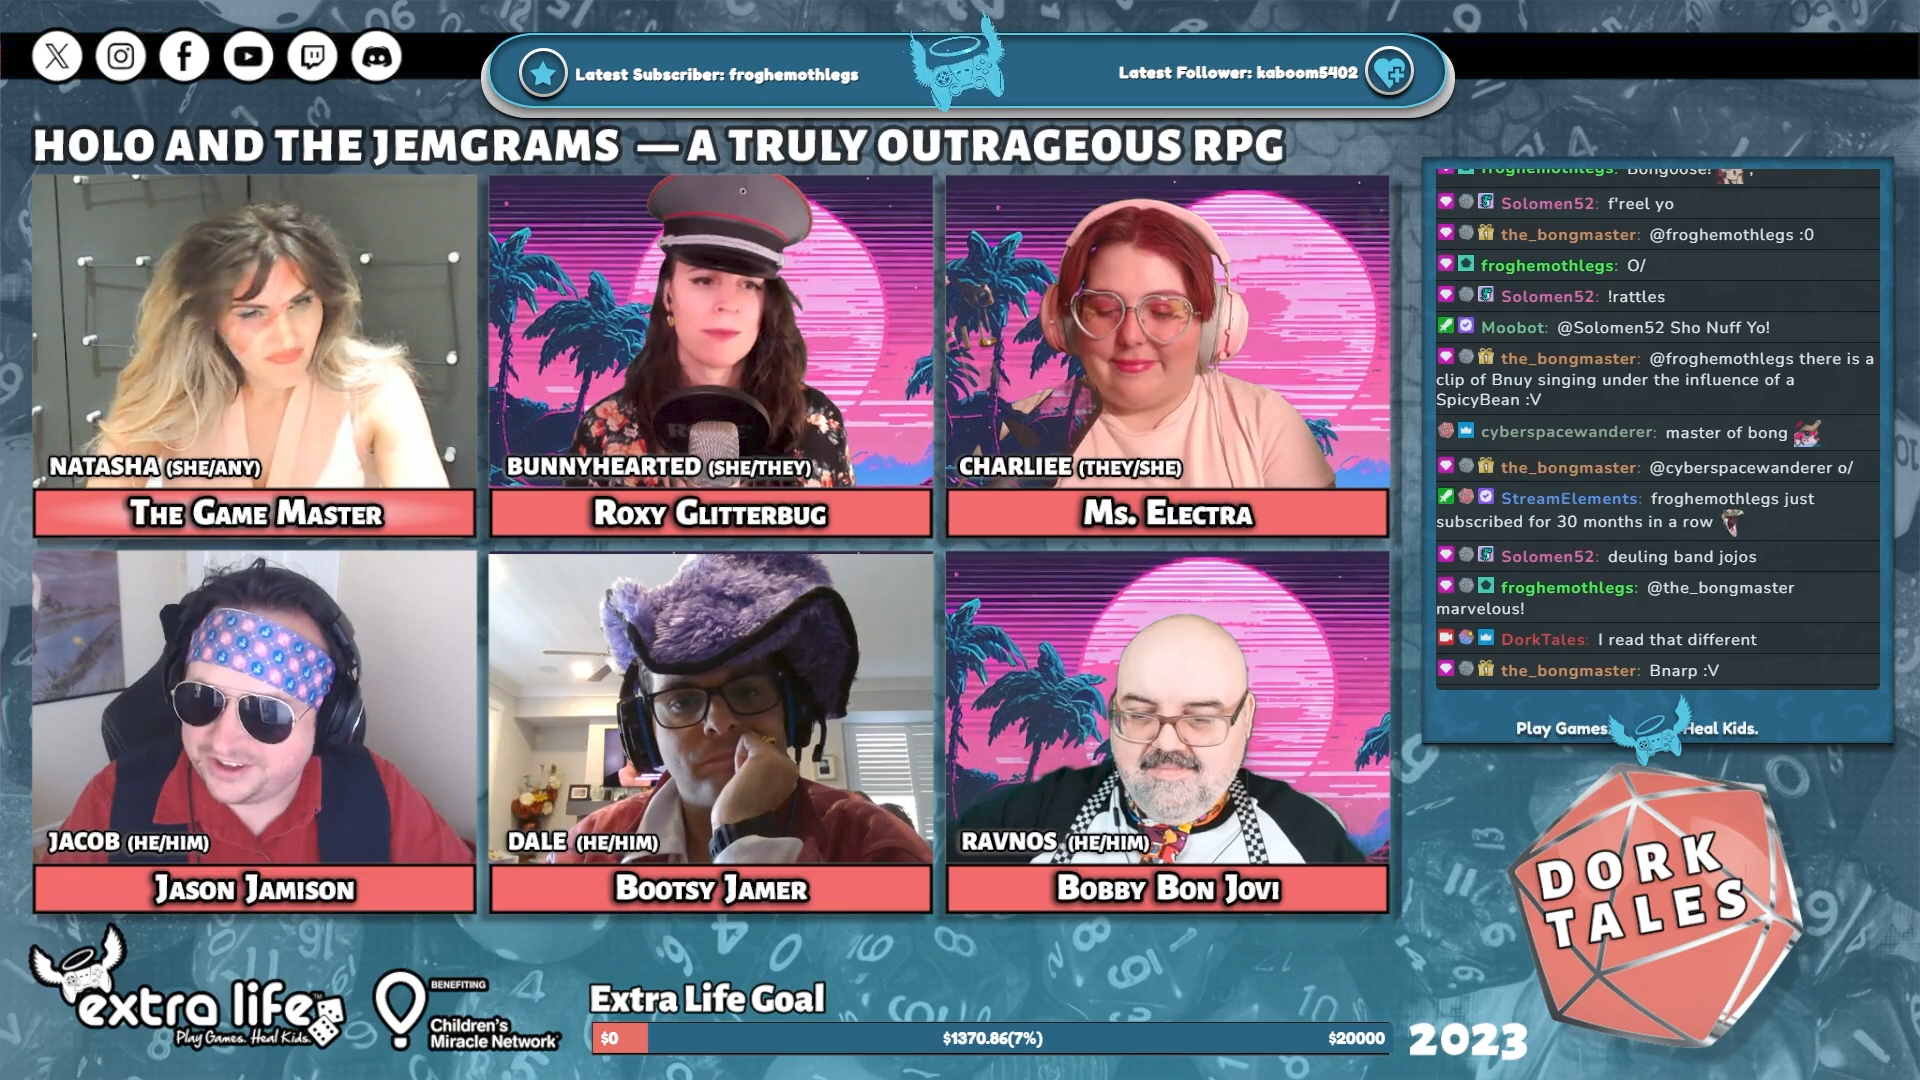 Latest Subscriber: froghemothlegs
Latest Follower: kaboom5402
HOLO AND THE JEMGRAMS — A TRULY OUTRAGEOUS RPG
NATASHA (SHE/ANY)
THE GAME MASTER
BUNNYHEARTED (SHE/THEY)
ROXY GLITTERBUG
CHARLIEE (THEY/SHE)
MS. ELECTRA
JACOB (HE/HIM)
JASON JAMISON
DALE (HE/HIM)
BOOTSY JAMER
RAVNOS (HE/HIM)
BOBBY BON JOVI
froghemothlegs: Bongoose! ,
Solomen52: f'reel yo
the_bongmaster: @froghemothlegs :0
froghemothlegs: O/
Solomen52: !rattles
Moobot: @Solomen52 Sho Nuff Yo!
the_bongmaster: @froghemothlegs there is a
clip of Bnuy singing under the influence of a
SpicyBean :V
cyberspacewanderer: master of bong
the_bongmaster: @cyberspacewanderer o/
StreamElements: froghemothlegs just
subscribed for 30 months in a row
Solomen52: deuling band jojos
froghemothlegs: @the_bongmaster
marvelous!
DorkTales: I read that different
the_bongmaster: Bnarp :V
Play Games. Heal Kids.
DORK
TALES
extra life
Play Games. Heal Kids.
BENEFITING
Children's
Miracle Network
Extra Life Goal
$0 $1370.86(7%) $20000
2023